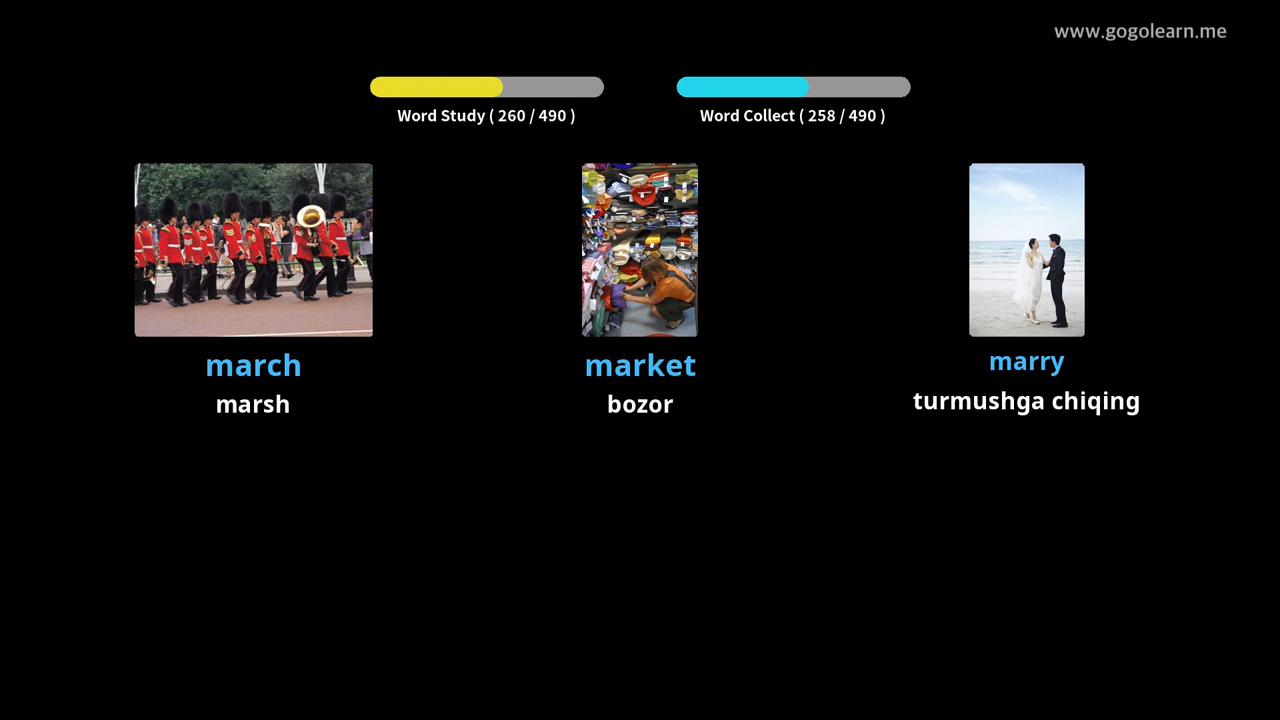 www.gogolearn.me
Word Study ( 260 / 490 )
Word Collect ( 258 / 490 )
march
market
marry
marsh
bozor
turmushga chiqing